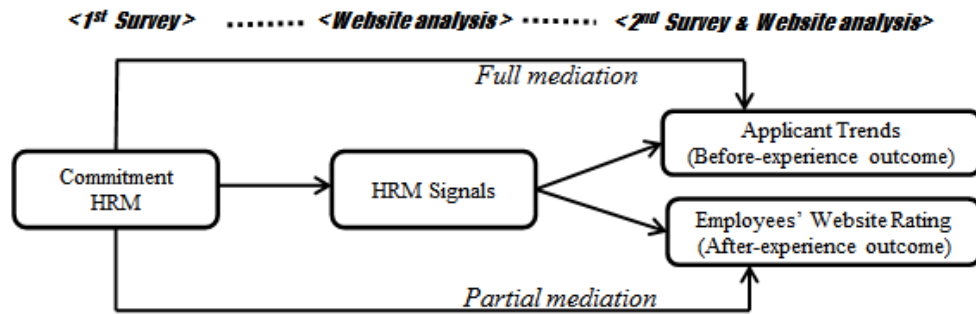 <1st Survey> ······ <Website analysis> ······ <2nd Survey & Website analysis>
Full mediation
Applicant Trends
(Before-experience outcome)
Commitment
HRM
HRM Signals
Employees' Website Rating
(After-experience outcome)
Partial mediation